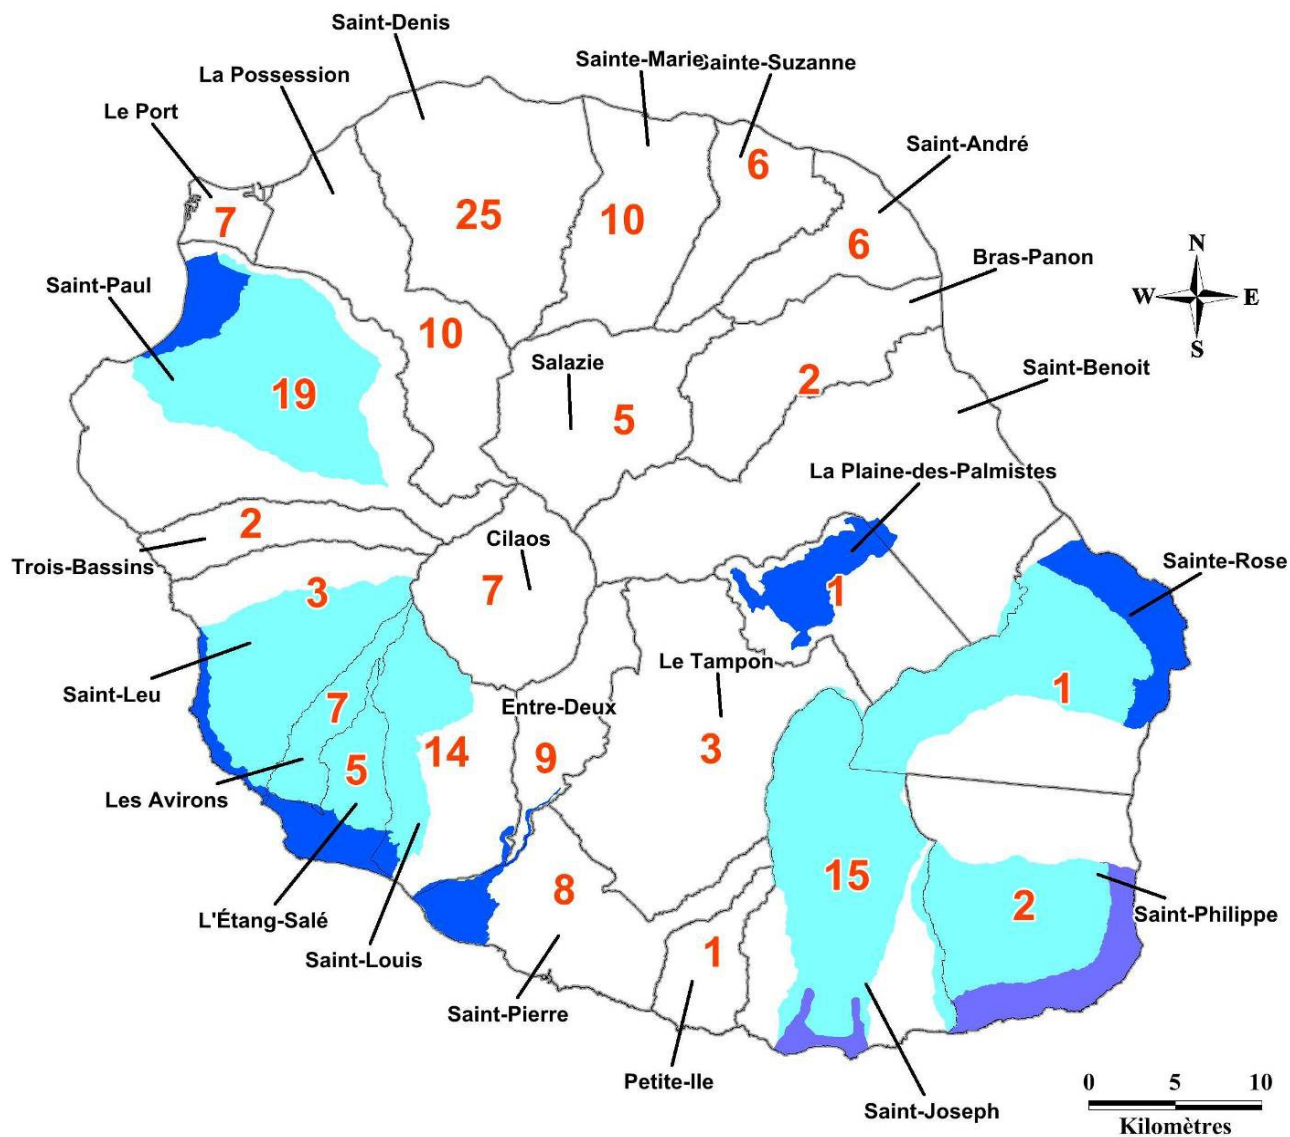 Saint-Denis
Sainte-Marie
Sainte-Suzanne
La Possession
Le Port
Saint-André
6
7
25
10
6
Bras-Panon
N
W E
S
Saint-Paul
10
Salazie
Saint-Benoit
19
2
5
La Plaine-des-Palmistes
2
Cilaos
Trois-Bassins
Sainte-Rose
3
7
1
Le Tampon
Saint-Leu
7
1
Entre-Deux
14
3
9
5
Les Avirons
15
8
2
Saint-Philippe
L'Étang-Salé
1
Saint-Louis
Saint-Pierre
Petite-Ile
Saint-Joseph
0 5 10
Kilomètres